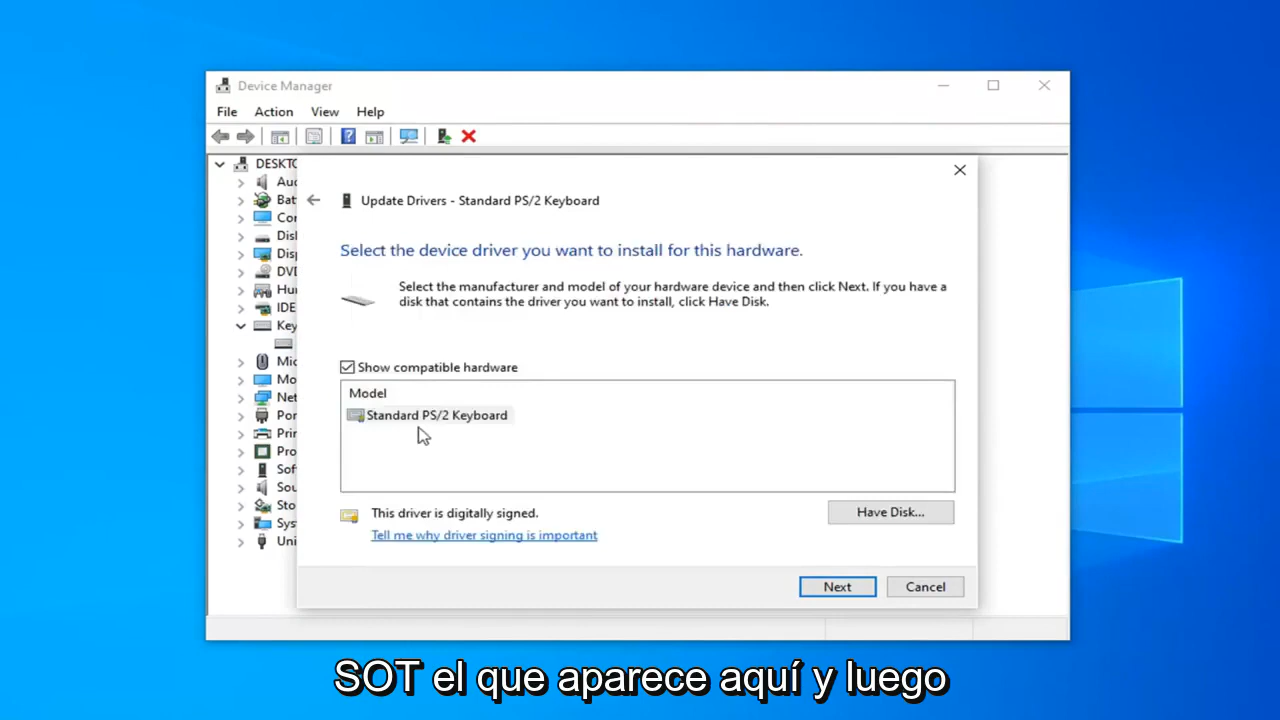 Device Manager
File Action View Help
DESKTO
Auc
Bat
Cor
Disl
Disp
DVD
Hur
IDE
Key
Mic
Mo
Net
Por
Prin
Pro
Sof
Sou
Sto
Sys
Uni
Update Drivers - Standard PS/2 Keyboard
Select the device driver you want to install for this hardware.
Select the manufacturer and model of your hardware device and then click Next. If you have a
disk that contains the driver you want to install, click Have Disk.
Show compatible hardware
Model
Standard PS/2 Keyboard
This driver is digitally signed.
Have Disk...
Tell me why driver signing is important
Next Cancel
SOT el que aparece aquí y luego